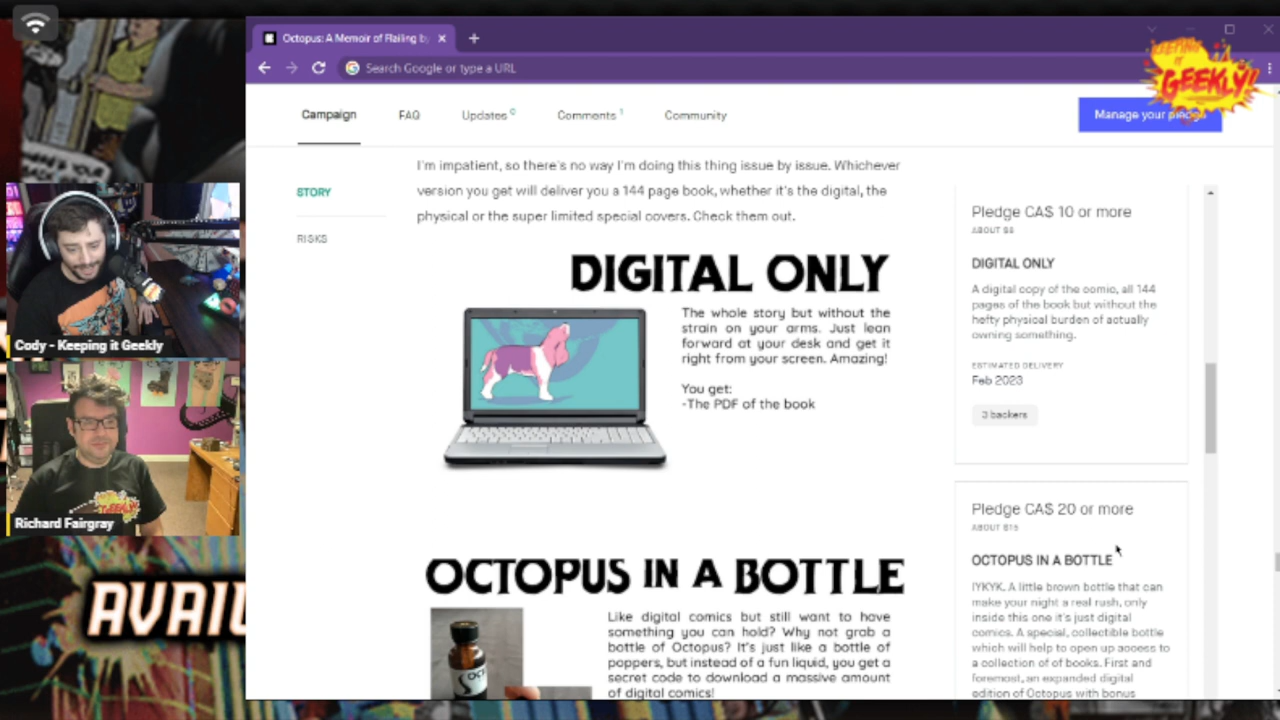 Octopus: A Memoir of Flailing by
Search Google or type a URL
KEEPING
IT
GEEKLY!
Campaign
FAQ
Updates 0
Comments 1
Community
Manage your pledge
STORY
RISKS
I'm impatient, so there's no way I'm doing this thing issue by issue. Whichever
version you get will deliver you a 144 page book, whether it's the digital, the
physical or the super limited special covers. Check them out.
DIGITAL ONLY
The whole story but without the
strain on your arms. Just lean
forward at your desk and get it
right from your screen. Amazing!
You get:
-The PDF of the book
OCTOPUS IN A BOTTLE
Like digital comics but still want to have
something you can hold? Why not grab a
bottle of Octopus? It's just like a bottle of
poppers, but instead of a fun liquid, you get a
secret code to download a massive amount
of digital comics!
Pledge CA$ 10 or more
DIGITAL ONLY
A digital copy of the comic, all 144
pages of the book but without the
hefty physical burden of actually
owning something.
ESTIMATED DELIVERY
Feb 2023
3 backers
Pledge CA$ 20 or more
ABOUT $15
OCTOPUS IN A BOTTLE
IYKYK. A little brown bottle that can
make your night a real rush, only
inside this one it's just digital
comics. A special, collectible bottle
which will help to open up access to
a collection of of books. First and
foremost, an expanded digital
edition of Octopus with bonus
Cody - Keeping it Geekly
Richard Fairgray
AVAIL